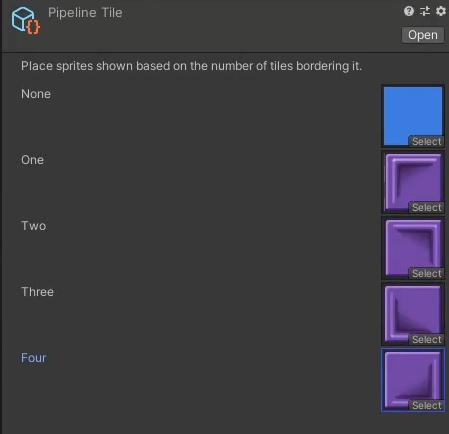 Pipeline Tile
Open
Place sprites shown based on the number of tiles bordering it.
None
Select
One
Select
Two
Select
Three
Select
Four
Select